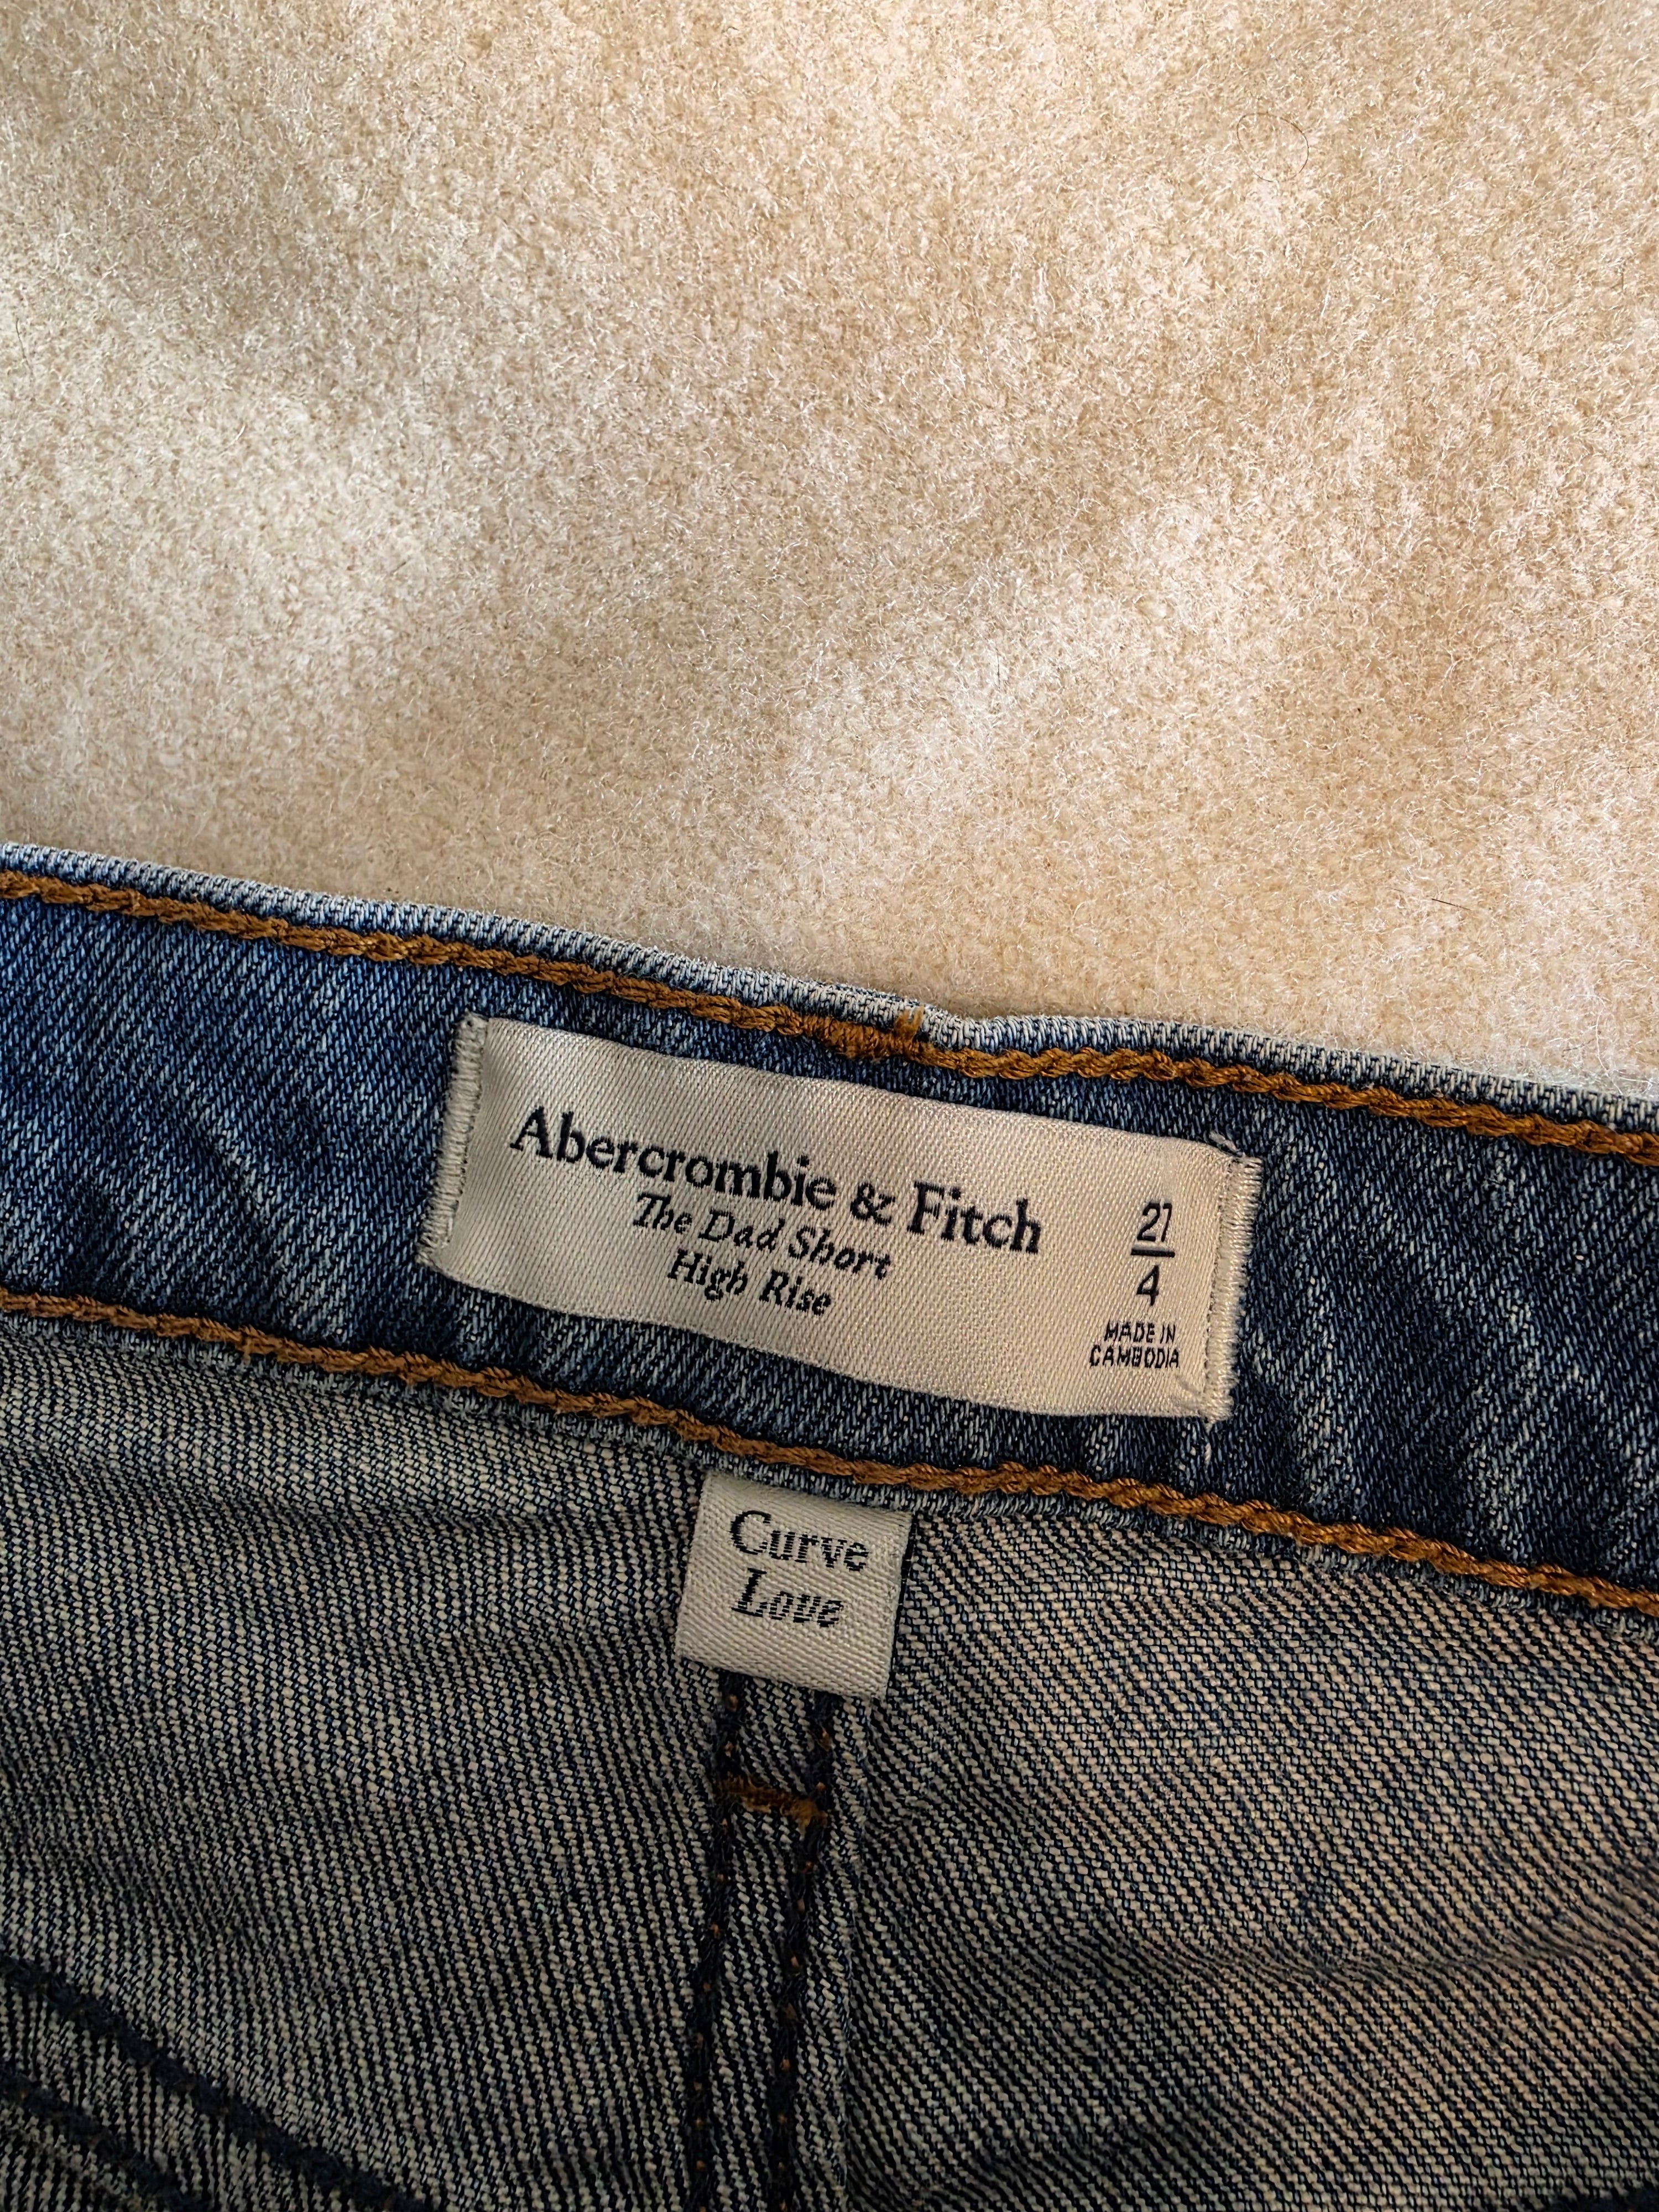 Abercrombie & Fitch
The Dad Short
High Rise
27
4
MADE IN
CAMBODIA
Curve
Love